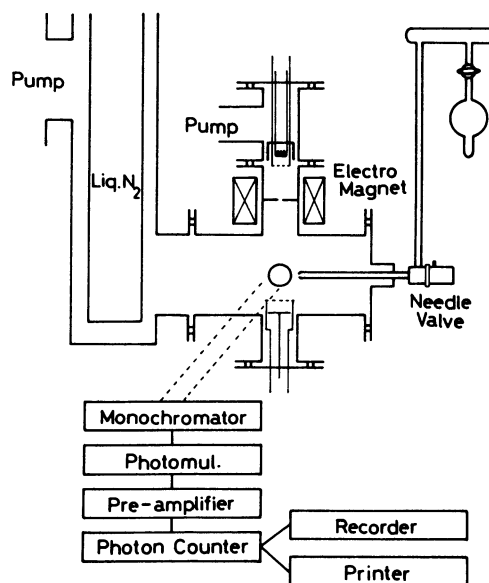 Pump
Pump
Liq.N2
Electro
Magnet
Needle
Valve
Monochromator
Photomul.
Pre-amplifier
Photon Counter
Recorder
Printer